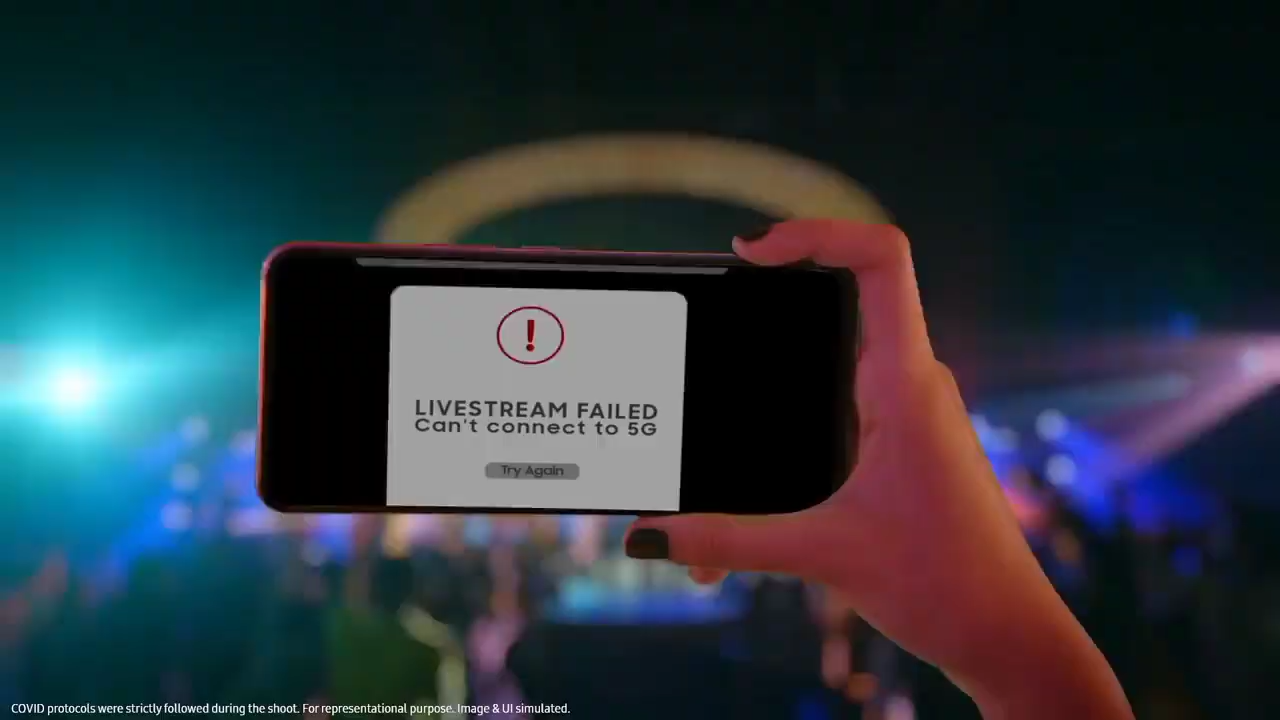 !
LIVESTREAM FAILED
Can't connect to 5G
Try Again
COVID protocols were strictly followed during the shoot. For representational purpose. Image & UI simulated.